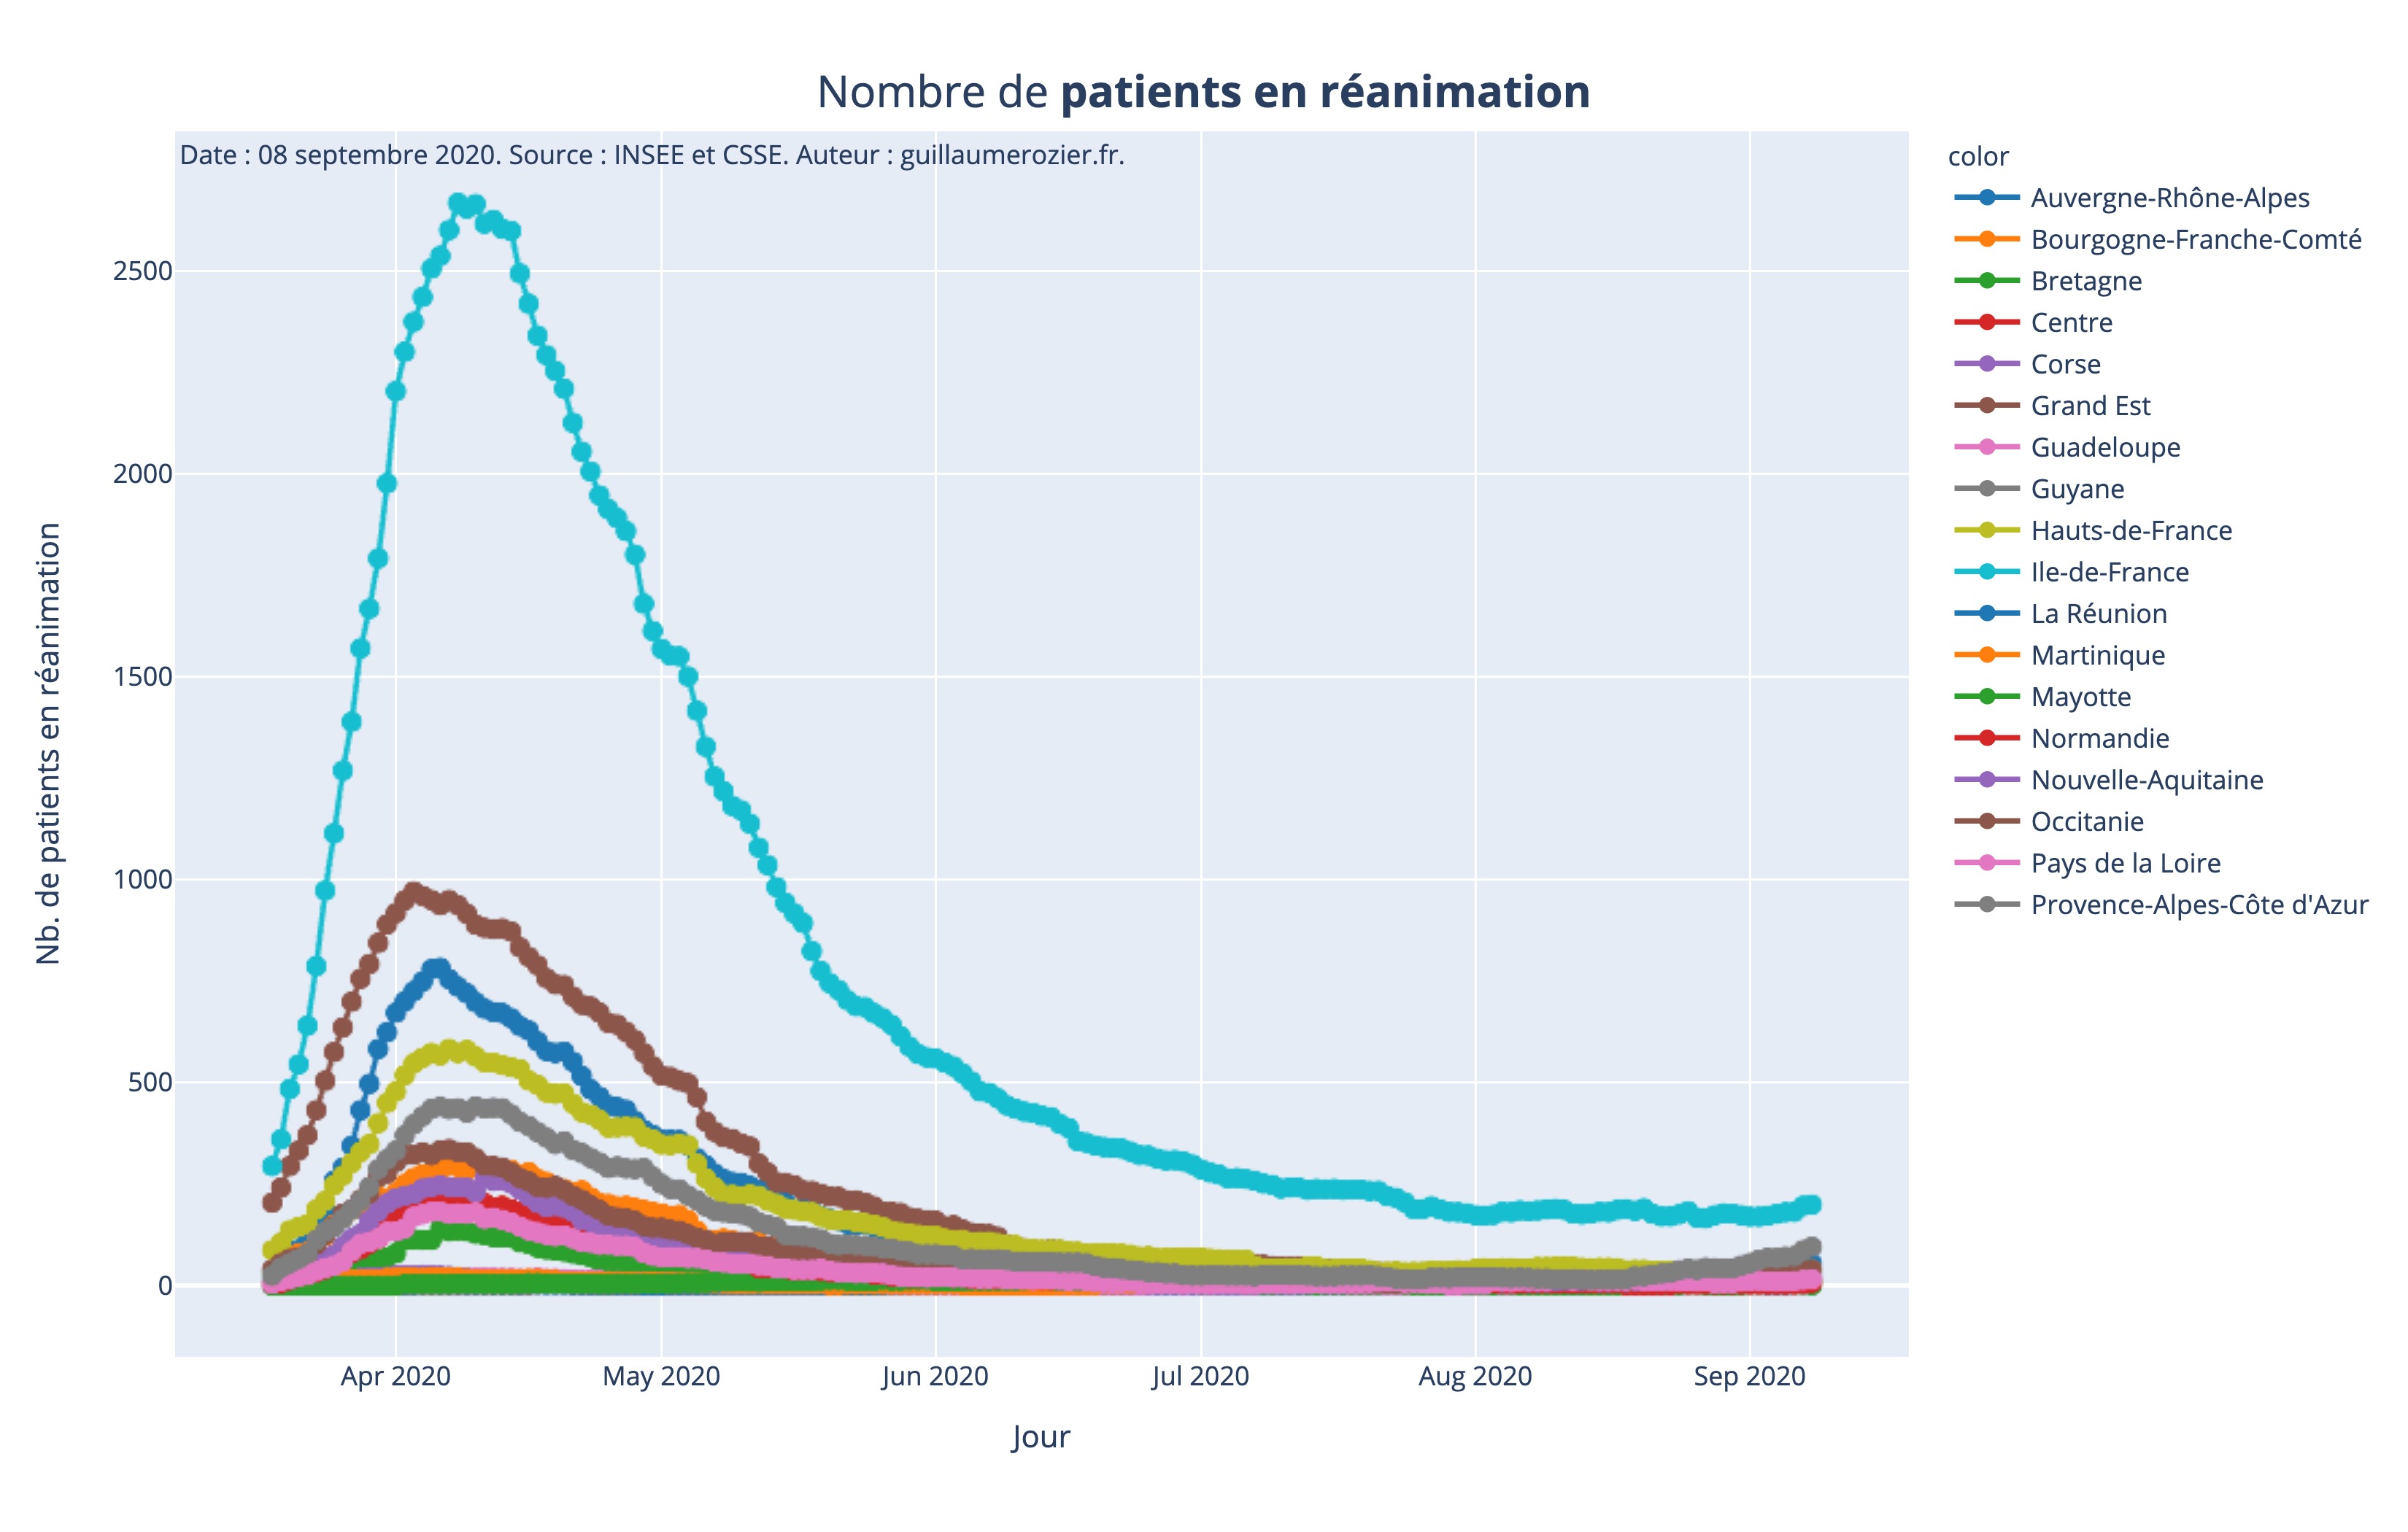 Nombre de patients en réanimation
Date : 08 septembre 2020. Source : INSEE et CSSE. Auteur : guillaumerozier.fr.
color
Auvergne-Rhône-Alpes
Bourgogne-Franche-Comté
Bretagne
Centre
Corse
Grand Est
Guadeloupe
Guyane
Hauts-de-France
Ile-de-France
La Réunion
Martinique
Mayotte
Normandie
Nouvelle-Aquitaine
Occitanie
Pays de la Loire
Provence-Alpes-Côte d'Azur
Nb. de patients en réanimation
2500
2000
1500
1000
500
0
Apr 2020 May 2020 Jun 2020 Jul 2020 Aug 2020 Sep 2020
Jour